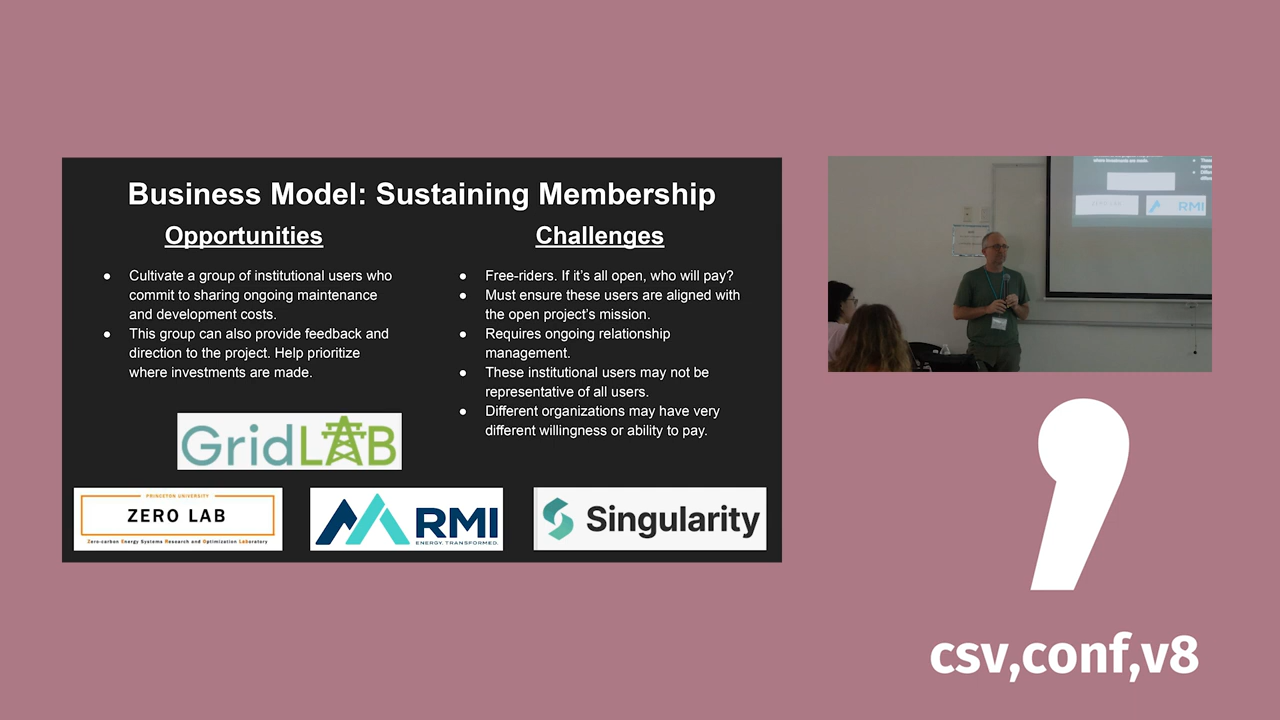 Business Model: Sustaining Membership
Opportunities
● Cultivate a group of institutional users who
commit to sharing ongoing maintenance
and development costs.
● This group can also provide feedback and
direction to the project. Help prioritize
where investments are made.
Challenges
● Free-riders. If it's all open, who will pay?
● Must ensure these users are aligned with
the open project's mission.
● Requires ongoing relationship
management.
● These institutional users may not be
representative of all users.
● Different organizations may have very
different willingness or ability to pay.
GridLAB
PRINCETON UNIVERSITY
ZERO LAB
Zero-carbon Energy Systems Research and Optimization Laboratory
RMI
ENERGY. TRANSFORMED.
Singularity
where investments are made.
RMI
csv,conf,v8